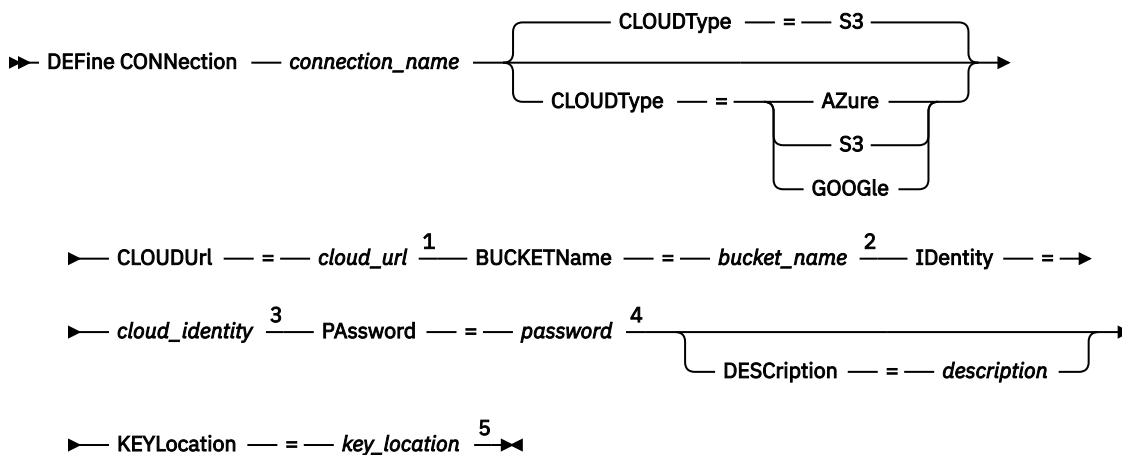 CLOUDType = S3
DEFine CONNection connection_name
CLOUDType = AZure
S3
GOOGle
CLOUDUrl = cloud_url 1 BUCKETName = bucket_name 2 IDentity =
cloud_identity 3 PAssword = password 4
DESCription = description
KEYLocation = key_location 5